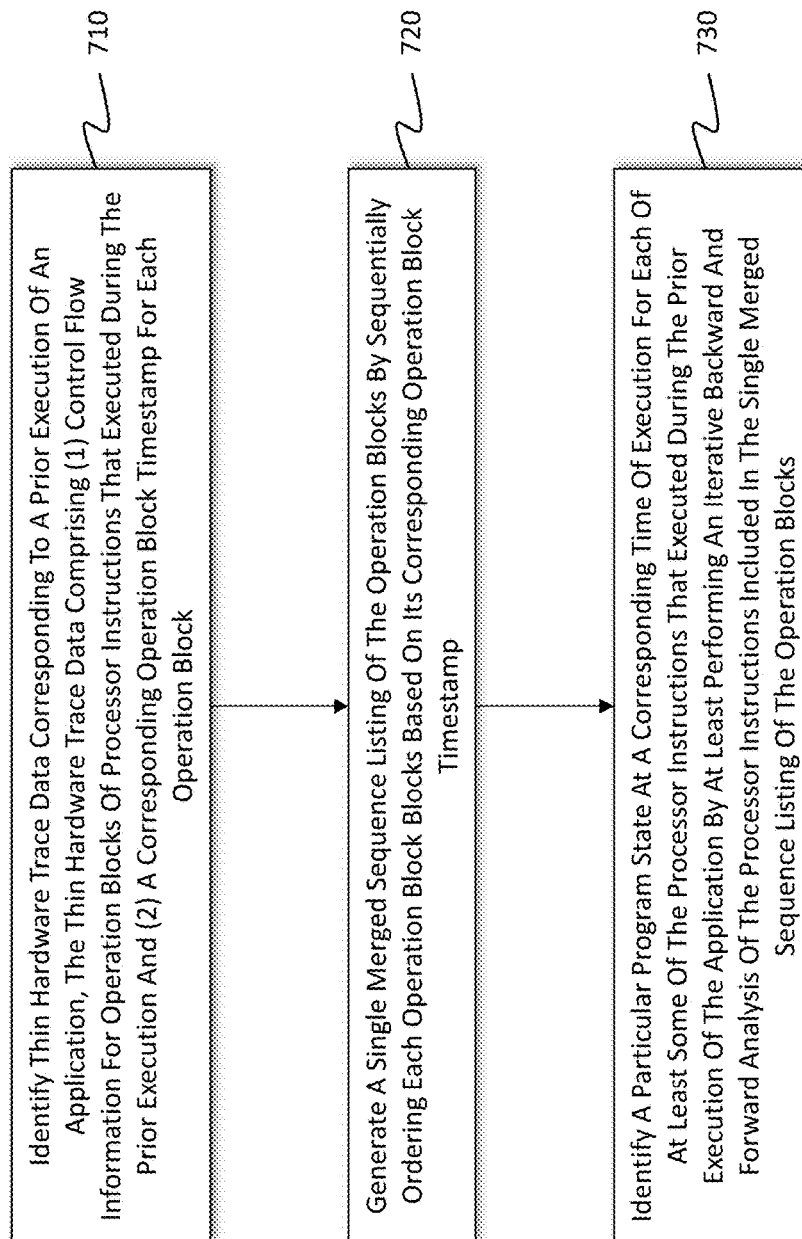 Identify Thin Hardware Trace Data Corresponding To A Prior Execution Of An
Application, The Thin Hardware Trace Data Comprising (1) Control Flow
Information For Operation Blocks Of Processor Instructions That Executed During The
Prior Execution And (2) A Corresponding Operation Block Timestamp For Each
Operation Block
710
Generate A Single Merged Sequence Listing Of The Operation Blocks By Sequentially
Ordering Each Operation Block Blocks Based On Its Corresponding Operation Block
Timestamp
720
Identify A Particular Program State At A Corresponding Time Of Execution For Each Of
At Least Some Of The Processor Instructions That Executed During The Prior
Execution Of The Application By At Least Performing An Iterative Backward And
Forward Analysis Of The Processor Instructions Included In The Single Merged
Sequence Listing Of The Operation Blocks
730